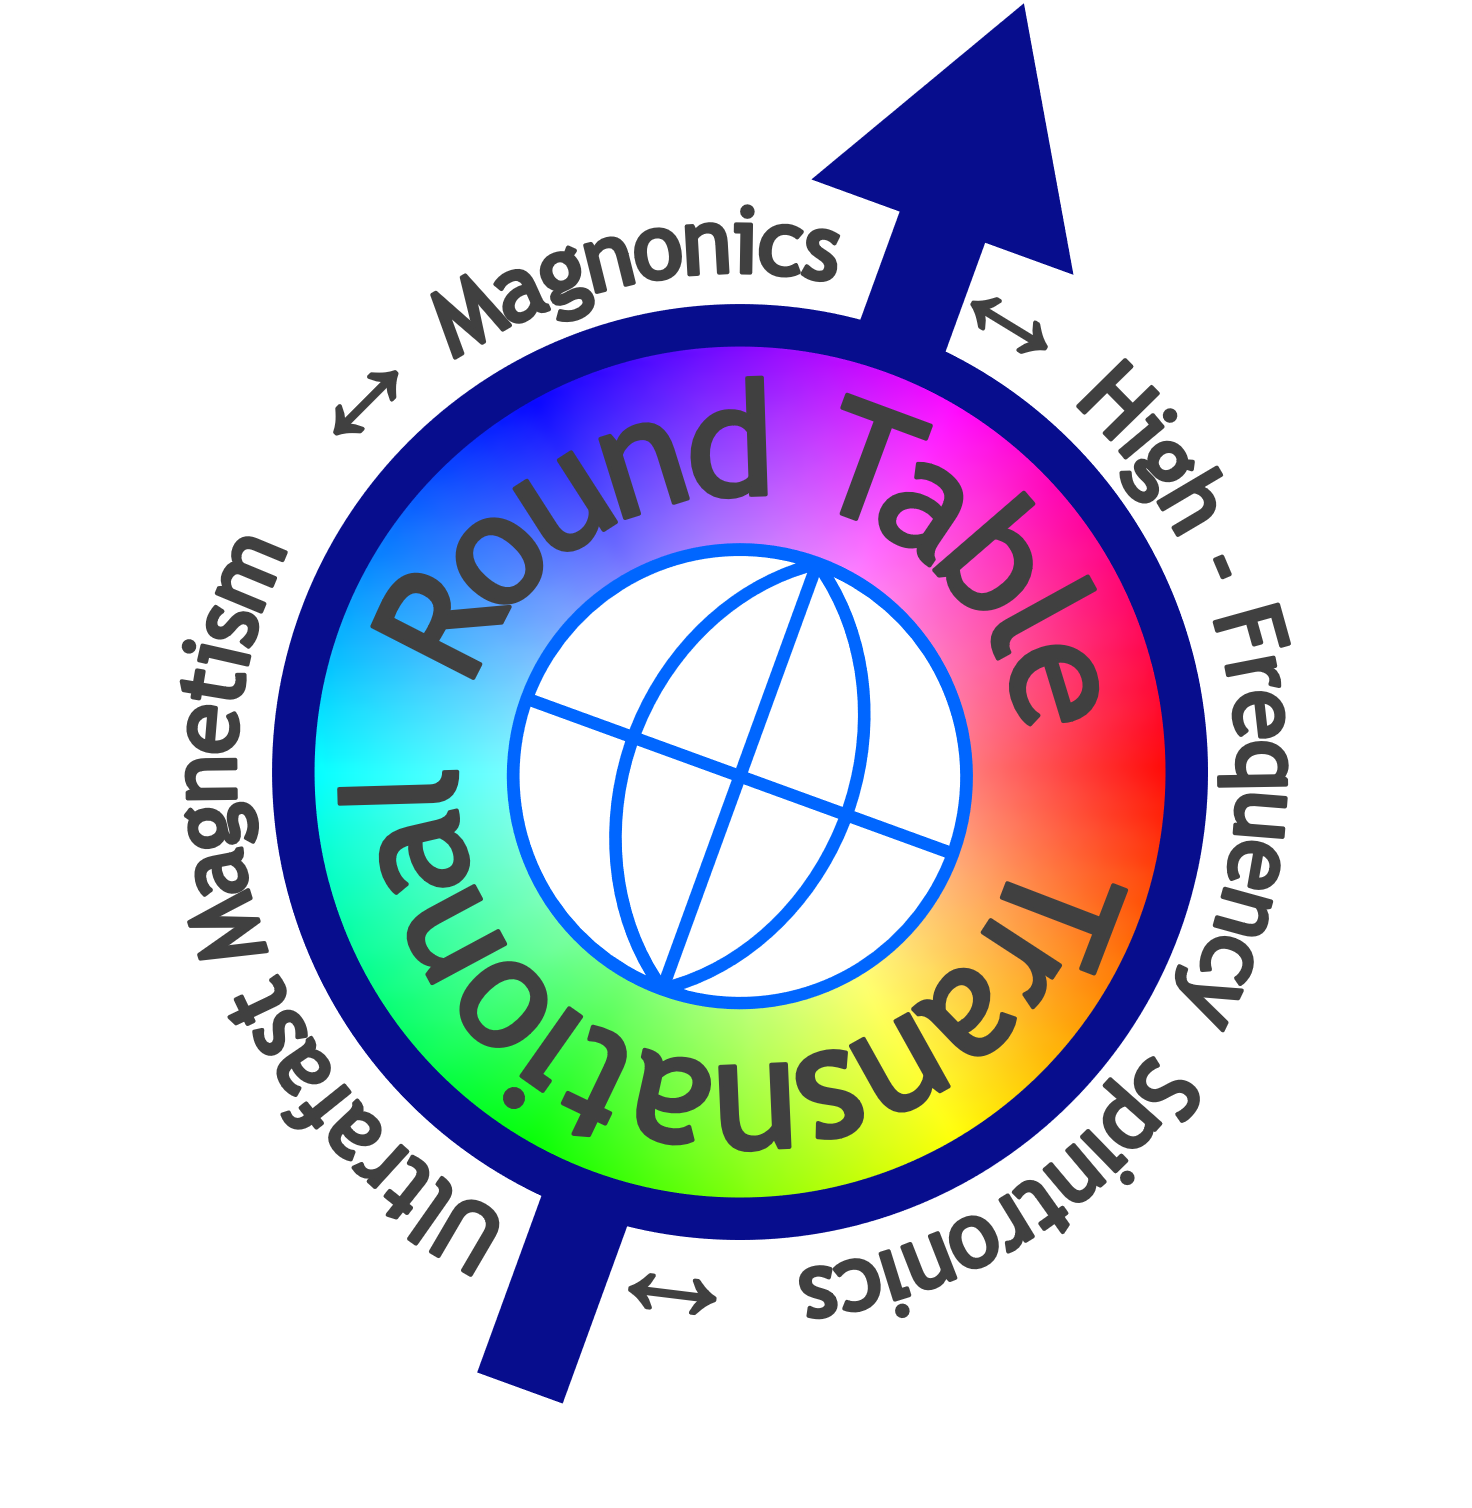 Transnational Round Table
Magnonics ↔ High - Frequency Spintronics ↔ Ultrafast Magnetism ↔